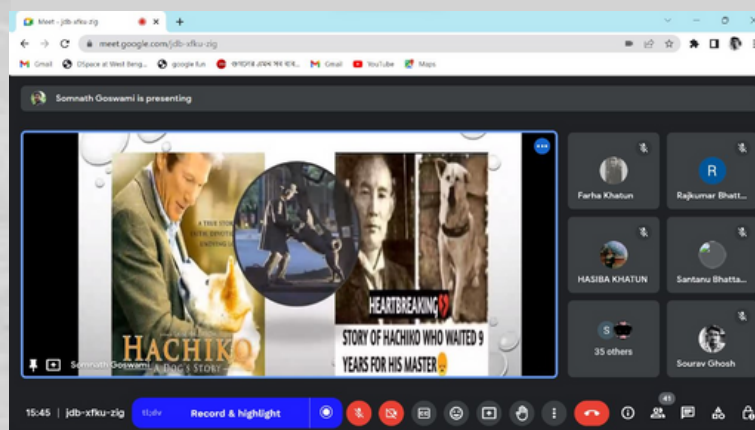 Meet - jdb-xfku-zig
meet.google.com/jdb-xfku-zig
Gmail DSpace at West Beng... google fun Gmail YouTube Maps
Somnath Goswami is presenting
A TRUE STORY
HACHIKO
A DOG'S STORY
HEARTBREAKING
STORY OF HACHIKO WHO WAITED 9
YEARS FOR HIS MASTER
Somnath Goswami
Farha Khatun
R
Rajkumar Bhatt...
HASIBA KHATUN
Santanu Bhatta...
S
35 others
Sourav Ghosh
15:45 | jdb-xfku-zig
tl;dv Record & highlight
41